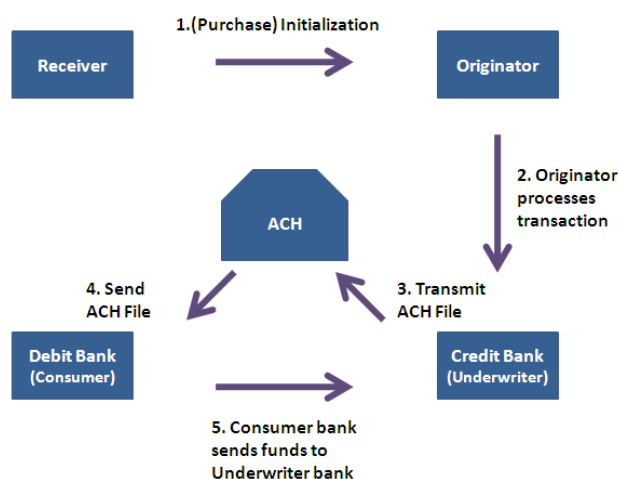 1.(Purchase) Initialization
Receiver
Originator
2. Originator
processes
transaction
ACH
4. Send
ACH File
3. Transmit
ACH File
Debit Bank
(Consumer)
Credit Bank
(Underwriter)
5. Consumer bank
sends funds to
Underwriter bank